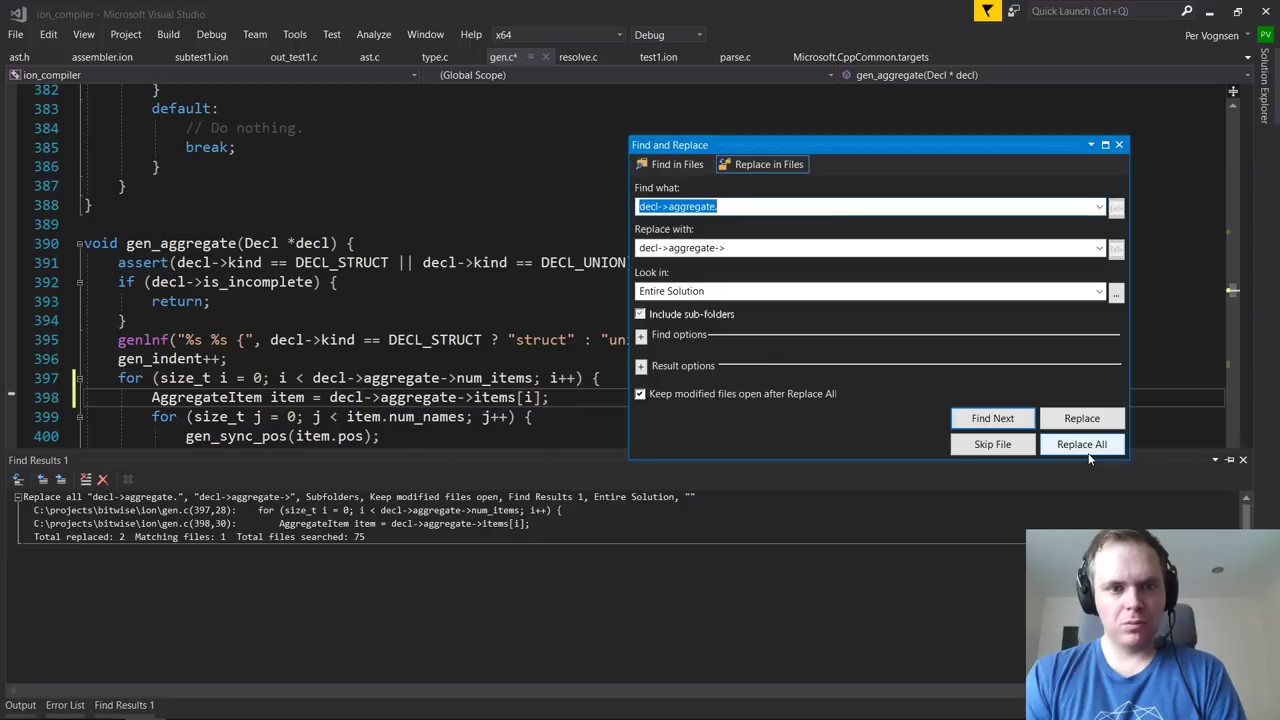 ion_compiler - Microsoft Visual Studio
Quick Launch (Ctrl+Q)
File Edit View Project Build Debug Team Tools Test Analyze Window Help x64 Debug
Per Vognsen PV
ast.h assembler.ion subtest1.ion out_test1.c ast.c type.c gen.c* resolve.c test1.ion parse.c Microsoft.CppCommon.targets
ion_compiler (Global Scope) gen_aggregate(Decl * decl)
Solution Explorer
382 }
383 default:
384 // Do nothing.
385 break;
386 }
387 }
388 }
389
390 void gen_aggregate(Decl *decl) {
391 assert(decl->kind == DECL_STRUCT || decl->kind == DECL_UNION
392 if (decl->is_incomplete) {
393 return;
394 }
395 genlnf("%s %s {", decl->kind == DECL_STRUCT ? "struct" : "un
396 gen_indent++;
397 for (size_t i = 0; i < decl->aggregate->num_items; i++) {
398 AggregateItem item = decl->aggregate->items[i];
399 for (size_t j = 0; j < item.num_names; j++) {
400 gen_sync_pos(item.pos);
Find and Replace
Find in Files Replace in Files
Find what:
decl->aggregate.
Replace with:
decl->aggregate->
Look in:
Entire Solution
...
Include sub-folders
Find options
Result options
Keep modified files open after Replace All
Find Next Replace
Skip File Replace All
Find Results 1
Replace all "decl->aggregate.", "decl->aggregate->", Subfolders, Keep modified files open, Find Results 1, Entire Solution, ""
C:\projects\bitwise\ion\gen.c(397,28): for (size_t i = 0; i < decl->aggregate->num_items; i++) {
C:\projects\bitwise\ion\gen.c(398,30): AggregateItem item = decl->aggregate->items[i];
Total replaced: 2 Matching files: 1 Total files searched: 75
Output Error List Find Results 1